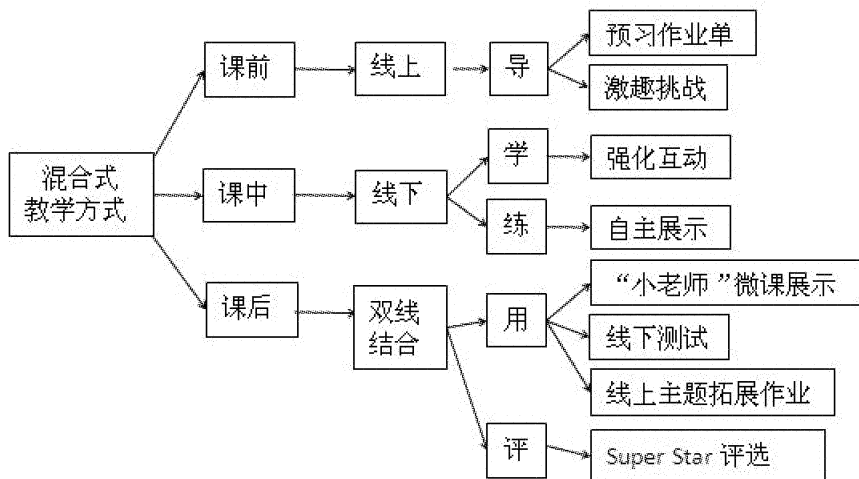 课前
线上
导
预习作业单
激趣挑战
混合式
教学方式
课中
线下
学
强化互动
练
自主展示
课后
双线
结合
用
“小老师”微课展示
线下测试
线上主题拓展作业
评
Super Star 评选